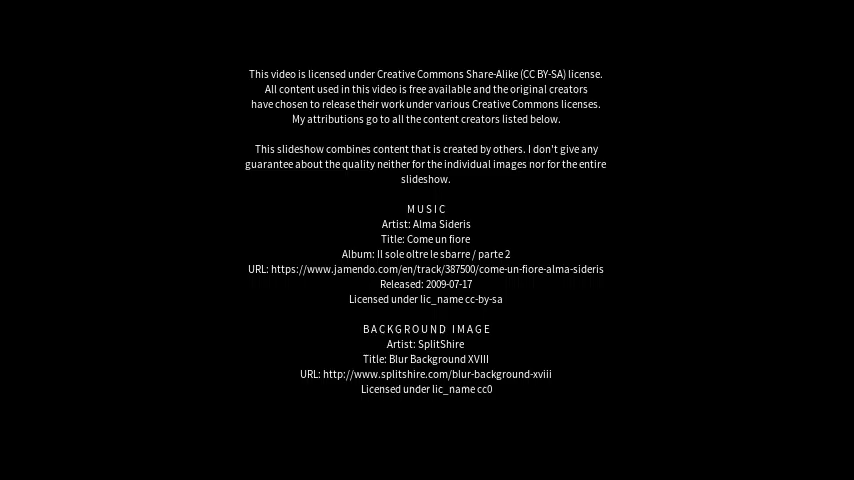 This video is licensed under Creative Commons Share-Alike (CC BY-SA) license.
All content used in this video is free available and the original creators
have chosen to release their work under various Creative Commons licenses.
My attributions go to all the content creators listed below.
This slideshow combines content that is created by others. I don't give any
guarantee about the quality neither for the individual images nor for the entire
slideshow.
MUSIC
Artist: Alma Sideris
Title: Come un fiore
Album: Il sole oltre le sbarre / parte 2
URL: https://www.jamendo.com/en/track/387500/come-un-fiore-alma-sideris
Released: 2009-07-17
Licensed under lic_name cc-by-sa
BACKGROUND IMAGE
Artist: SplitShire
Title: Blur Background XVIII
URL: http://www.splitshire.com/blur-background-xviii
Licensed under lic_name cc0